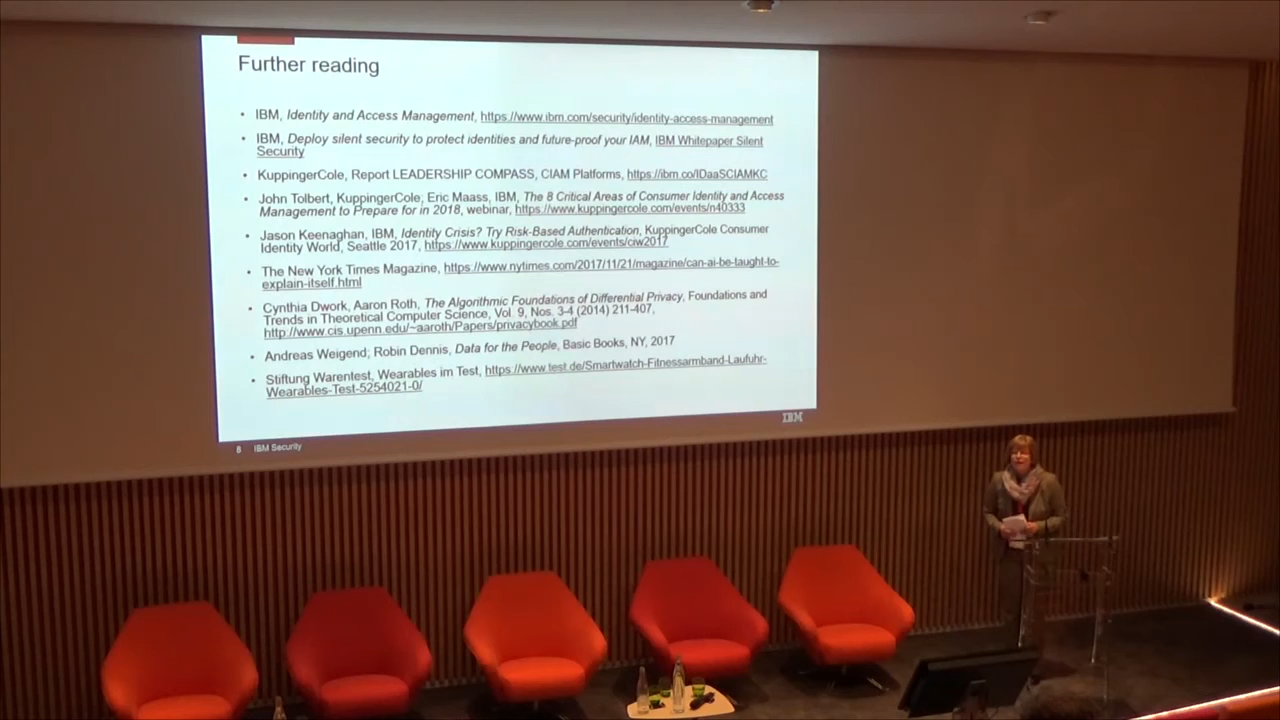 Further reading
• IBM, Identity and Access Management, https://www.ibm.com/security/identity-access-management
• IBM, Deploy silent security to protect identities and future-proof your IAM, IBM Whitepaper Silent
Security
• KuppingerCole, Report LEADERSHIP COMPASS, CIAM Platforms, https://ibm.co/IDaaSCIAMKC
• John Tolbert, KuppingerCole; Eric Maass, IBM, The 8 Critical Areas of Consumer Identity and Access
Management to Prepare for in 2018, webinar, https://www.kuppingercole.com/events/n40333
• Jason Keenaghan, IBM, Identity Crisis? Try Risk-Based Authentication, KuppingerCole Consumer
Identity World, Seattle 2017, https://www.kuppingercole.com/events/ciw2017
• The New York Times Magazine, https://www.nytimes.com/2017/11/21/magazine/can-ai-be-taught-to-
explain-itself.html
• Cynthia Dwork, Aaron Roth, The Algorithmic Foundations of Differential Privacy, Foundations and
Trends in Theoretical Computer Science, Vol. 9, Nos. 3-4 (2014) 211-407,
http://www.cis.upenn.edu/~aaroth/Papers/privacybook.pdf
• Andreas Weigend; Robin Dennis, Data for the People, Basic Books, NY, 2017
• Stiftung Warentest, Wearables im Test, https://www.test.de/Smartwatch-Fitnessarmband-Laufuhr-
Wearables-Test-5254021-0/
IBM
8 IBM Security